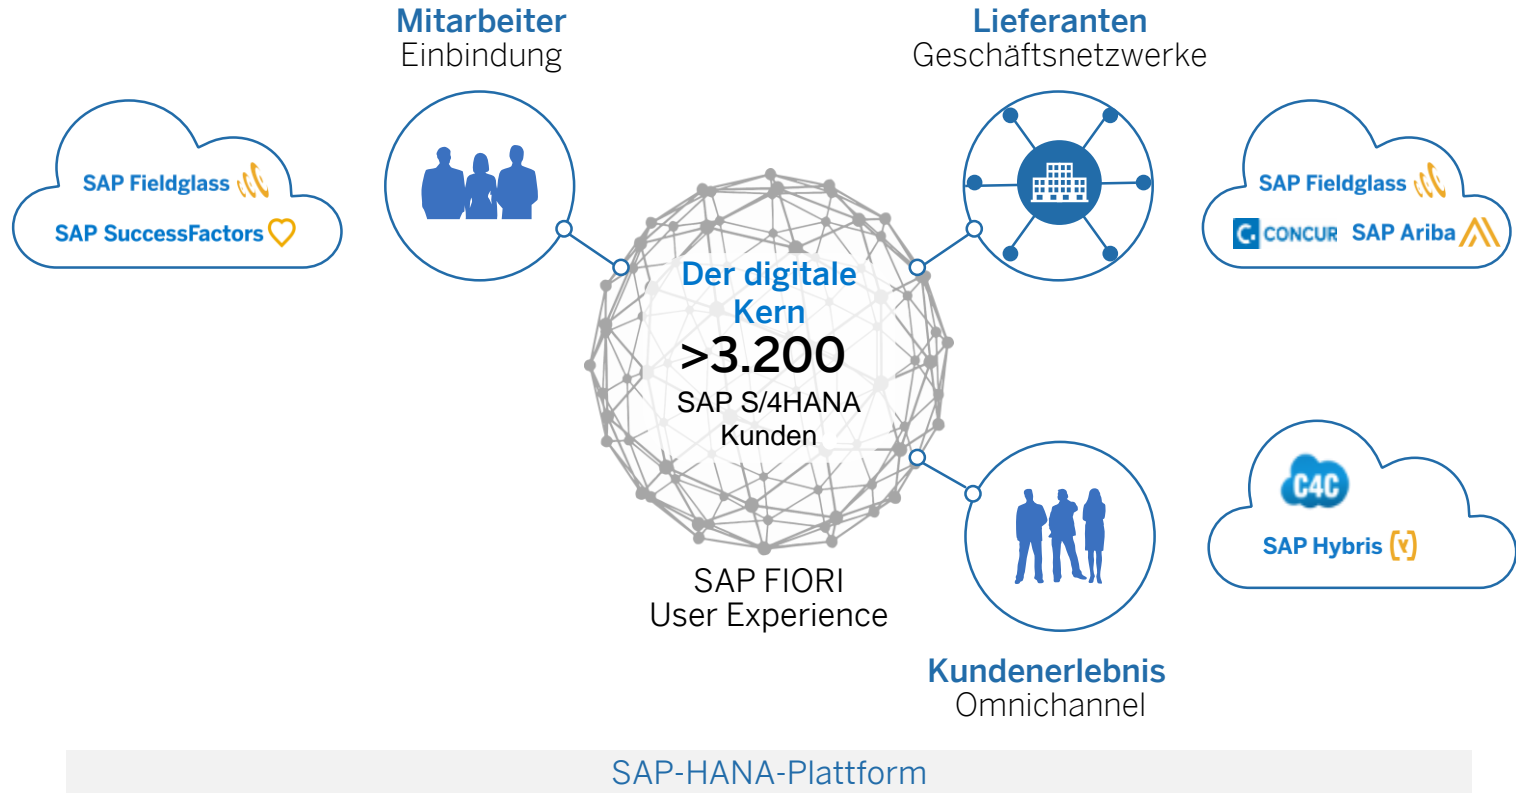 Mitarbeiter
Einbindung
Lieferanten
Geschäftsnetzwerke
SAP Fieldglass
SAP SuccessFactors
SAP Fieldglass
C. CONCUR SAP Ariba
Der digitale
Kern
>3.200
SAP S/4HANA
Kunden
C4C
SAP Hybris
SAP FIORI
User Experience
Kundenerlebnis
Omnichannel
SAP-HANA-Plattform